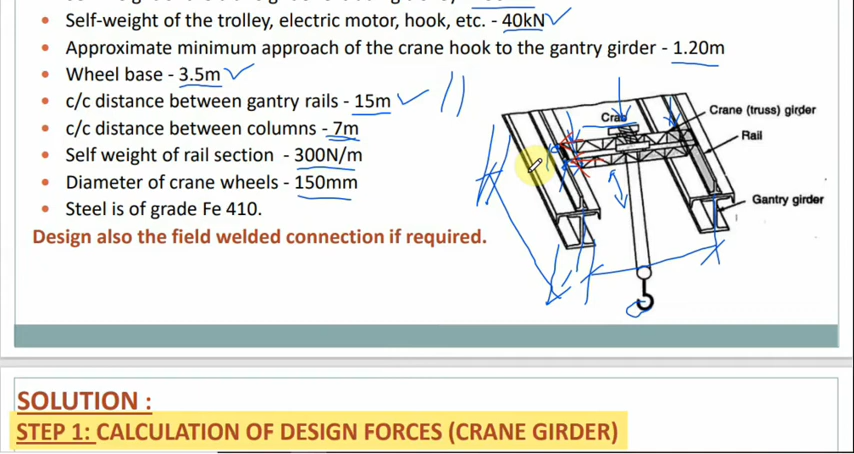 • Self-weight of the trolley, electric motor, hook, etc. - 40kN
• Approximate minimum approach of the crane hook to the gantry girder - 1.20m
• Wheel base - 3.5m
• c/c distance between gantry rails - 15m
• c/c distance between columns - 7m
• Self weight of rail section - 300N/m
• Diameter of crane wheels - 150mm
• Steel is of grade Fe 410.
Design also the field welded connection if required.
Crab
Crane (truss) girder
Rail
Gantry girder
SOLUTION :
STEP 1: CALCULATION OF DESIGN FORCES (CRANE GIRDER)